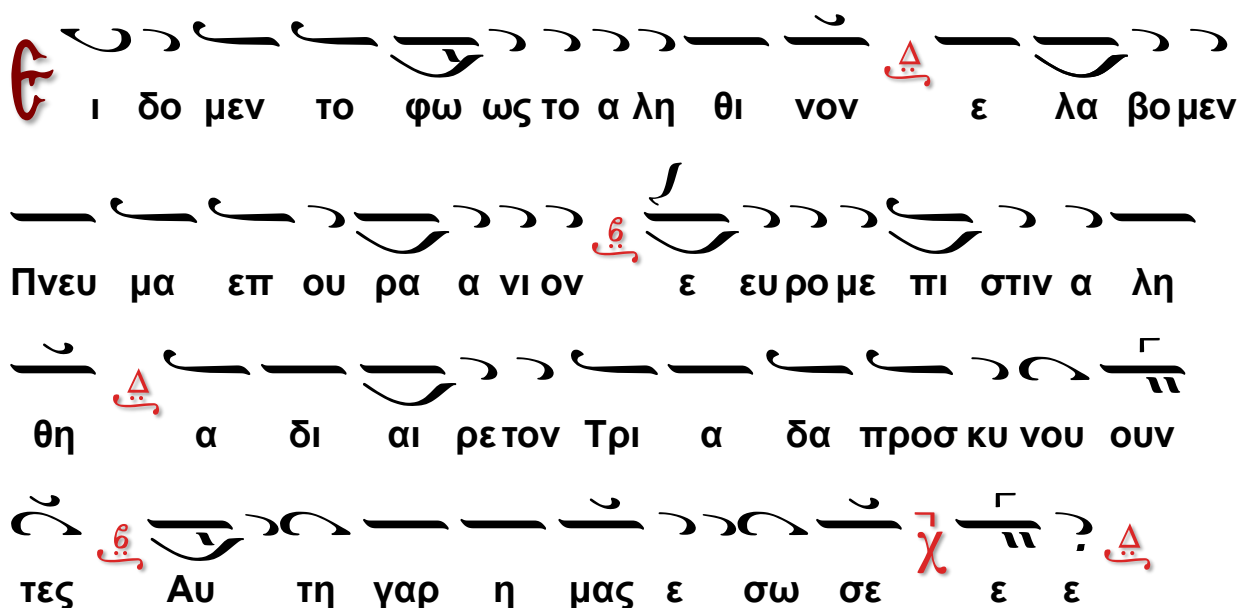 Ει δο μεν το φω ως το α λη θι νον Δ ε λα βο μεν
Πνευ μα επ ου ρα α νι ον ϐ ε ευ ρο με πι στιν α λη
θη Δ α δι αι ρε τον Τρι α δα προσ κυ νου ουν
τες ϐ Αυ τη γαρ η μας ε σω σε χ ε ε Δ